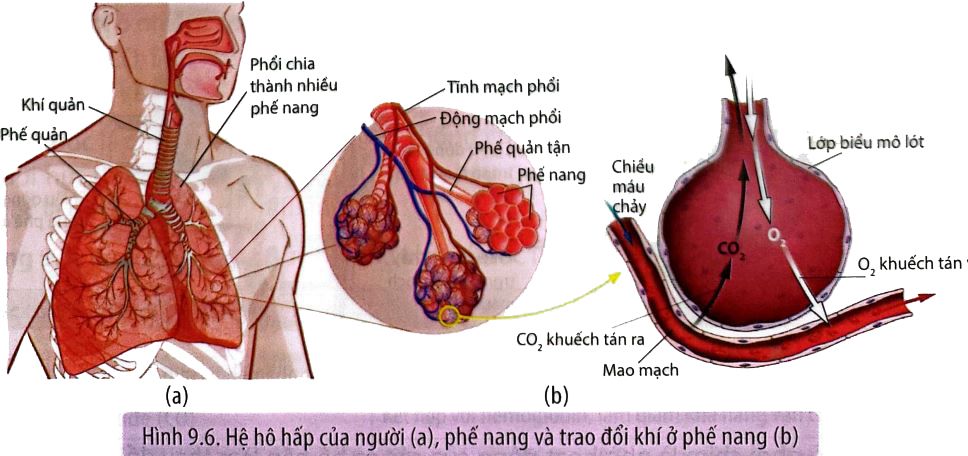 Phổi chia
thành nhiều
phế nang
Khí quản
Phế quản
Tĩnh mạch phổi
Động mạch phổi
Phế quản tận
Phế nang
Chiều
máu
chảy
Lớp biểu mô lót
CO₂
O₂
O₂ khuếch tán
CO₂ khuếch tán ra
Mao mạch
(a)
(b)
Hình 9.6. Hệ hô hấp của người (a), phế nang và trao đổi khí ở phế nang (b)